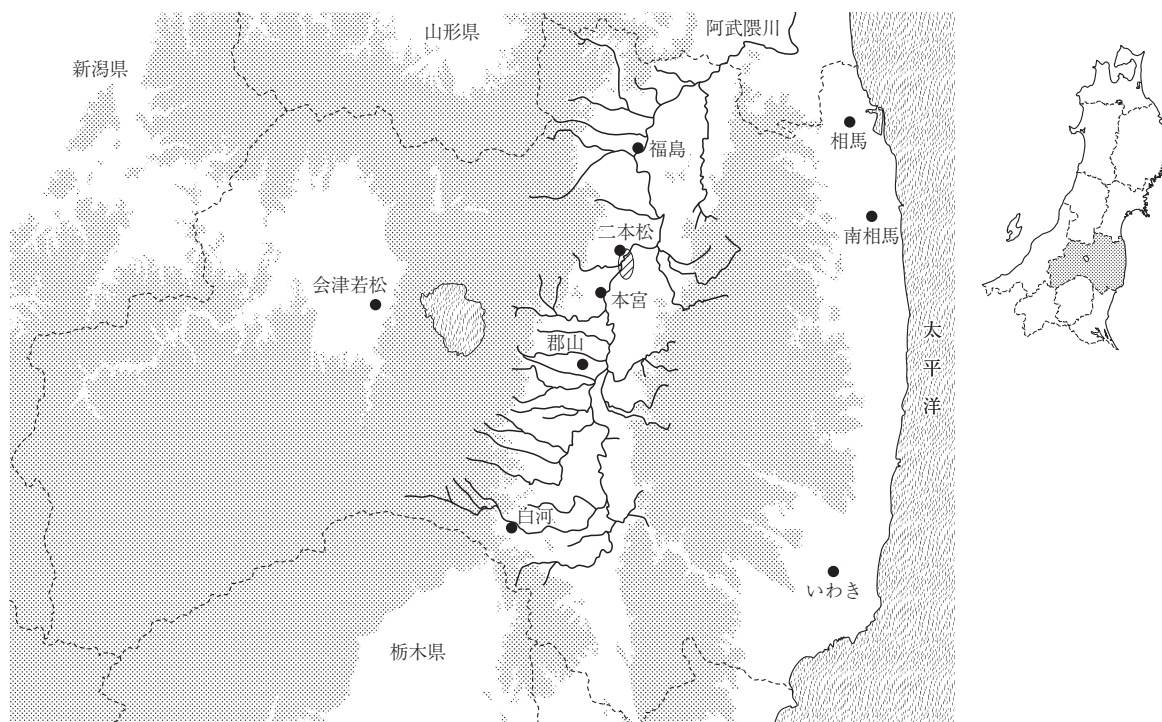 山形県
阿武隈川
新潟県
相馬
福島
南相馬
二本松
会津若松
本宮
太平洋
郡山
白河
いわき
栃木県